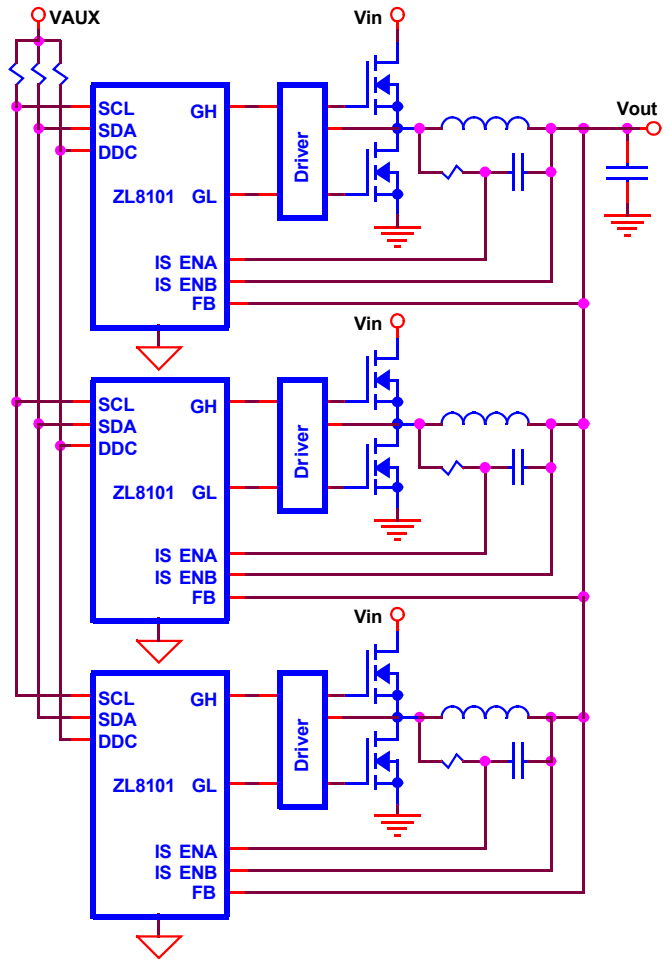 VAUX
Vin
SCL GH
SDA
DDC
Driver
Vout
ZL8101 GL
IS ENA
IS ENB
FB
Vin
SCL GH
SDA
DDC
Driver
ZL8101 GL
IS ENA
IS ENB
FB
Vin
SCL GH
SDA
DDC
Driver
ZL8101 GL
IS ENA
IS ENB
FB